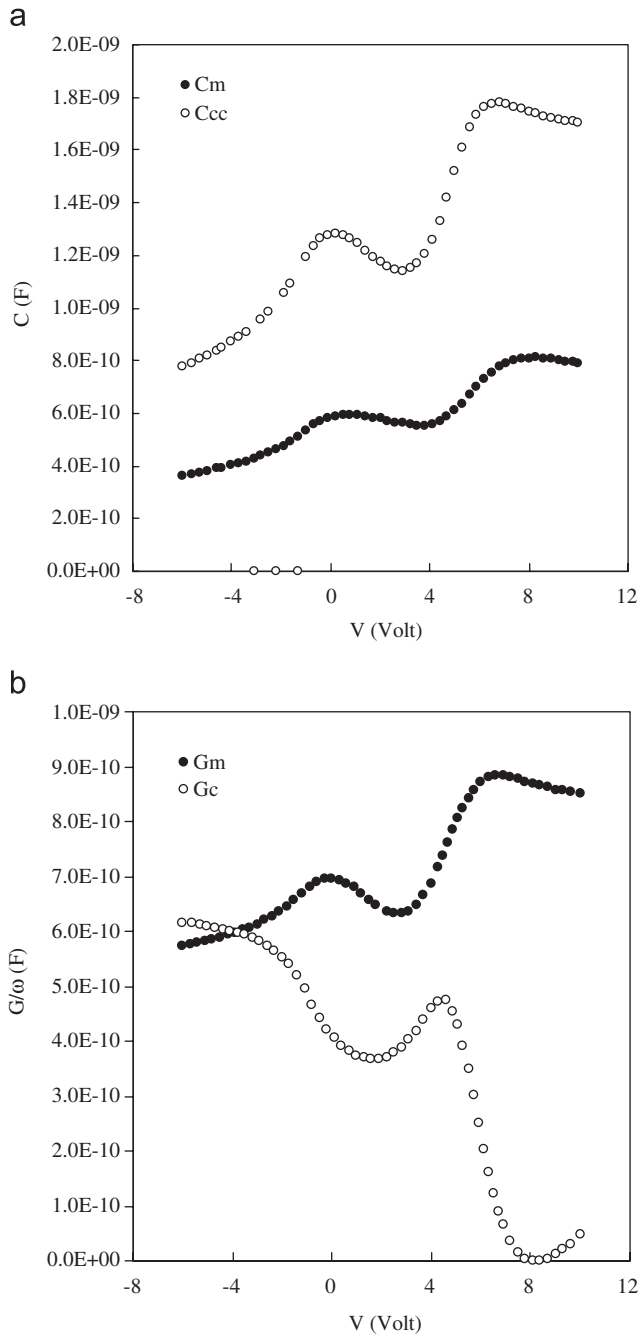 a
2.0E-09
1.8E-09
1.6E-09
1.4E-09
1.2E-09
1.0E-09
8.0E-10
6.0E-10
4.0E-10
2.0E-10
0.0E+00
C (F)
Cm
Ccc
-8
-4
0
4
8
12
V (Volt)
b
1.0E-09
9.0E-10
8.0E-10
7.0E-10
6.0E-10
5.0E-10
4.0E-10
3.0E-10
2.0E-10
1.0E-10
0.0E+00
G/ω (F)
Gm
Gc
-8
-4
0
4
8
12
V (Volt)